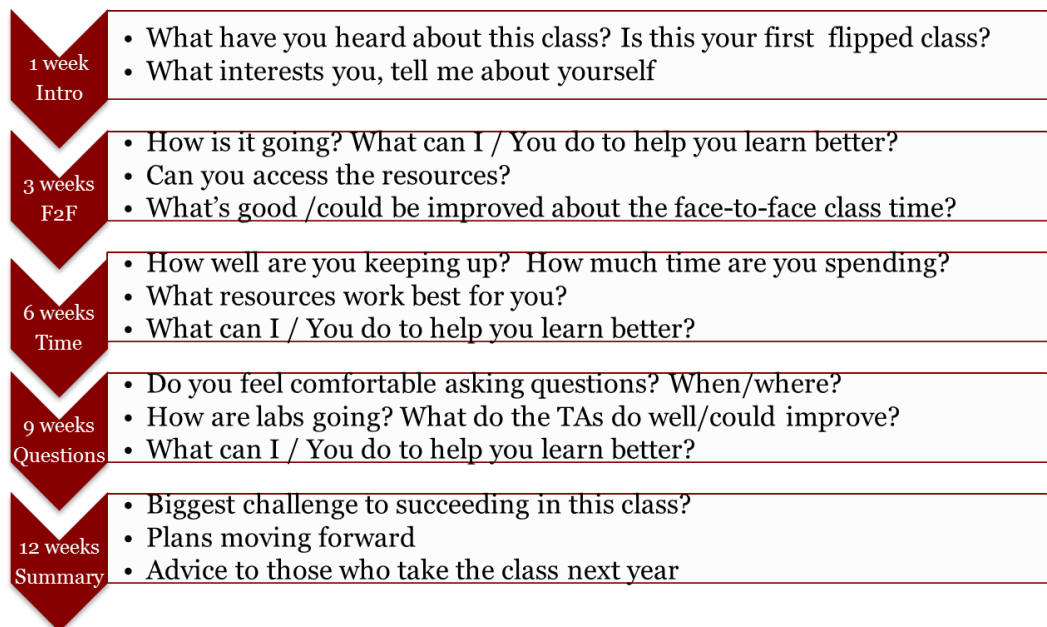 1 week
Intro
• What have you heard about this class? Is this your first  flipped class?
• What interests you, tell me about yourself
3 weeks
F2F
• How is it going? What can I / You do to help you learn better?
• Can you access the resources?
• What’s good /could be improved about the face-to-face class time?
6 weeks
Time
• How well are you keeping up?  How much time are you spending?
• What resources work best for you?
• What can I / You do to help you learn better?
9 weeks
Questions
• Do you feel comfortable asking questions? When/where?
• How are labs going? What do the TAs do well/could improve?
• What can I / You do to help you learn better?
12 weeks
Summary
• Biggest challenge to succeeding in this class?
• Plans moving forward
• Advice to those who take the class next year